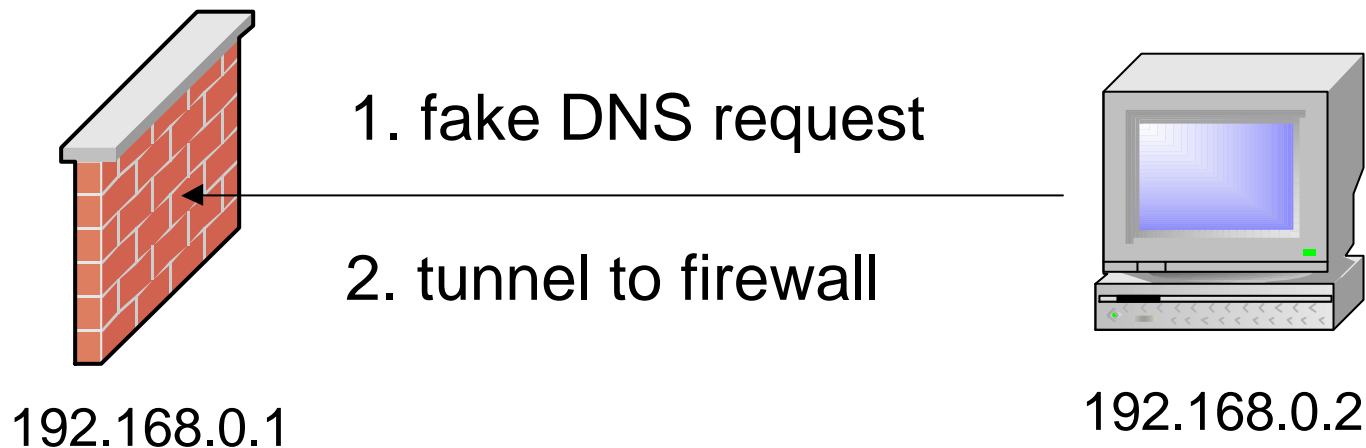 1. fake DNS request
2. tunnel to firewall
192.168.0.1
192.168.0.2